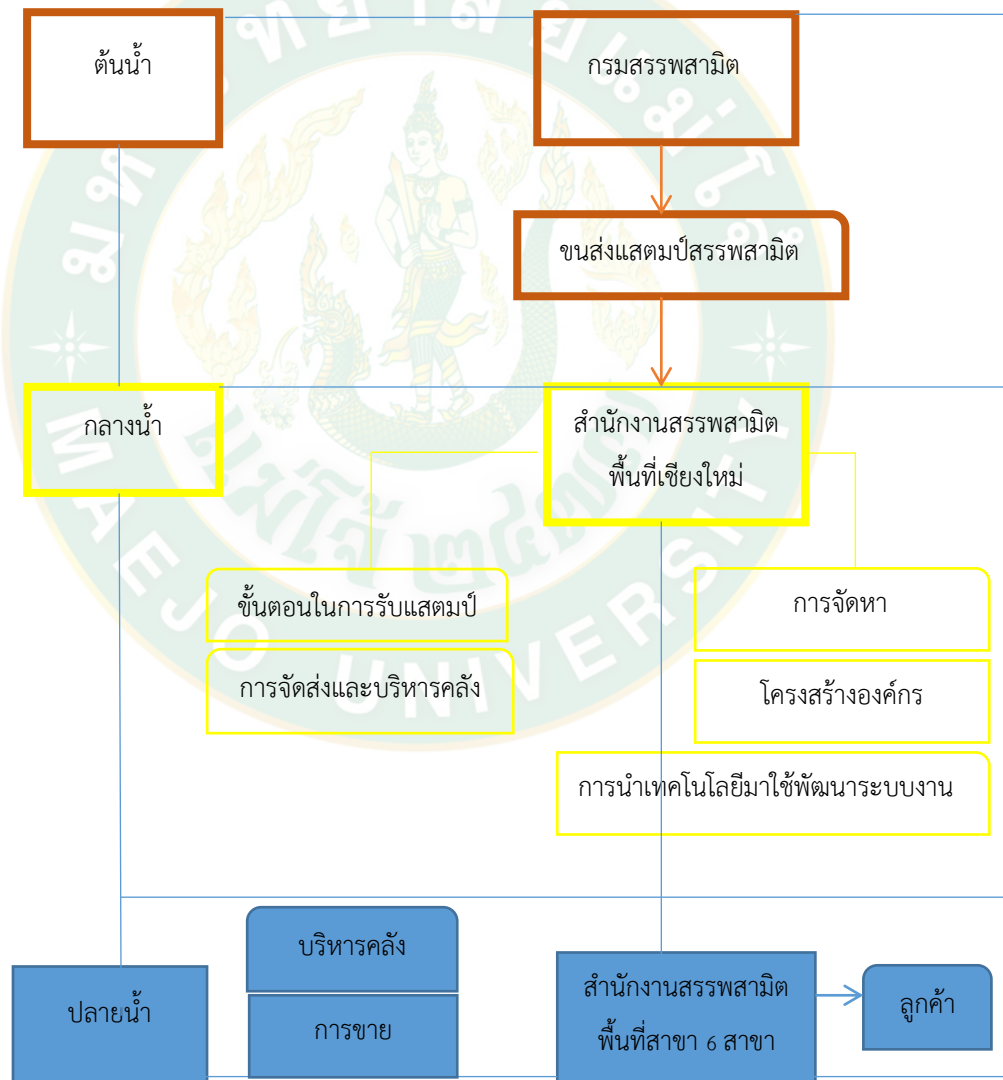 ต้นน้ำ
กรมสรรพสามิต
ขนส่งแสตมป์สรรพสามิต
กลางน้ำ
สำนักงานสรรพสามิต
พื้นที่เชียงใหม่
ขั้นตอนในการรับแสตมป์
การจัดหา
การจัดส่งและบริหารคลัง
โครงสร้างองค์กร
การนำเทคโนโลยีมาใช้พัฒนาระบบงาน
บริหารคลัง
การขาย
ปลายน้ำ
สำนักงานสรรพสามิต
พื้นที่สาขา 6 สาขา
ลูกค้า
MAEJO UNIVERSITY
แม่โจ้ ๒๔๗๗